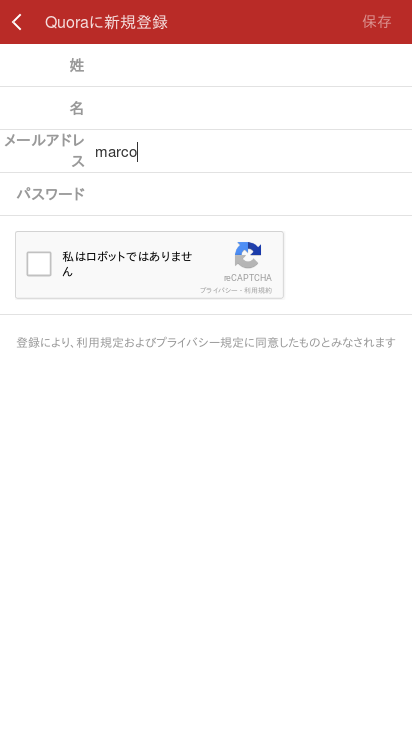 Quoraに新規登録
保存
姓
名
メールアドレ
ス
marco
パスワード
私はロボットではありませ
ん
reCAPTCHA
プライバシー - 利用規約
登録により、利用規定およびプライバシー規定に同意したものとみなされます